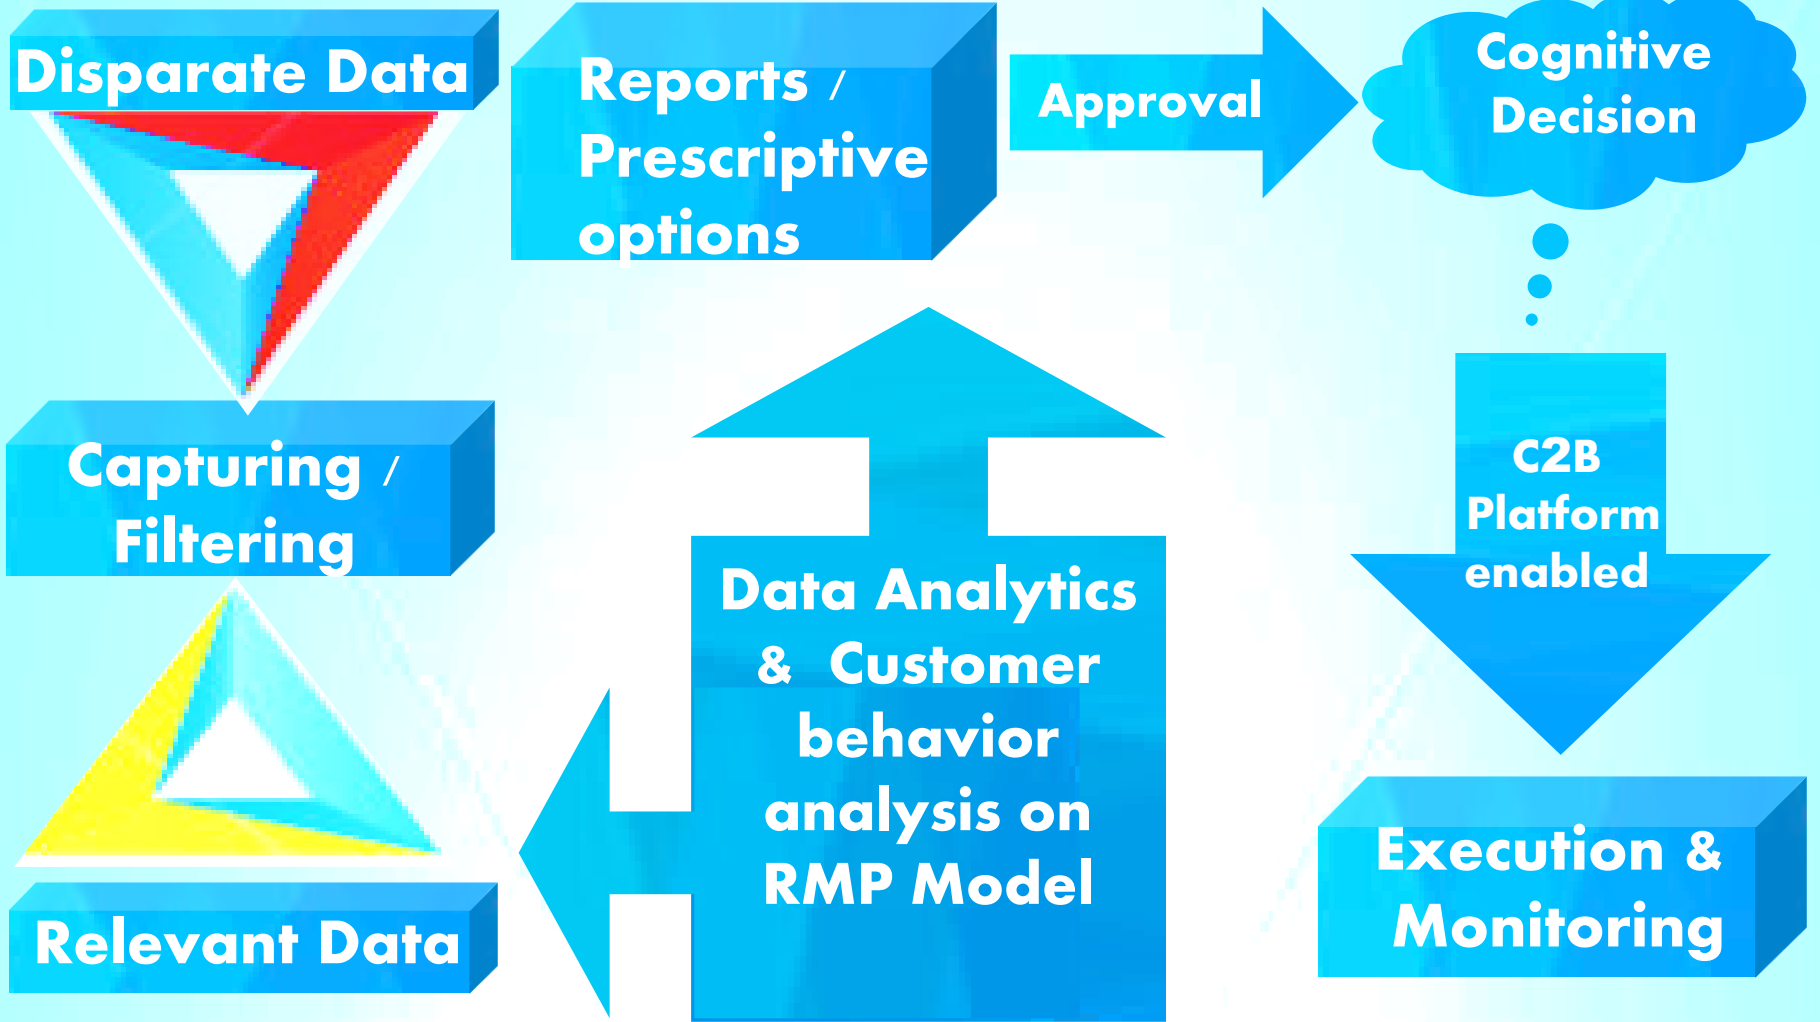 Disparate Data
Capturing /
Filtering
Relevant Data
Data Analytics
& Customer
behavior
analysis on
RMP Model
Reports /
Prescriptive
options
Approval
Cognitive
Decision
C2B
Platform
enabled
Execution &
Monitoring